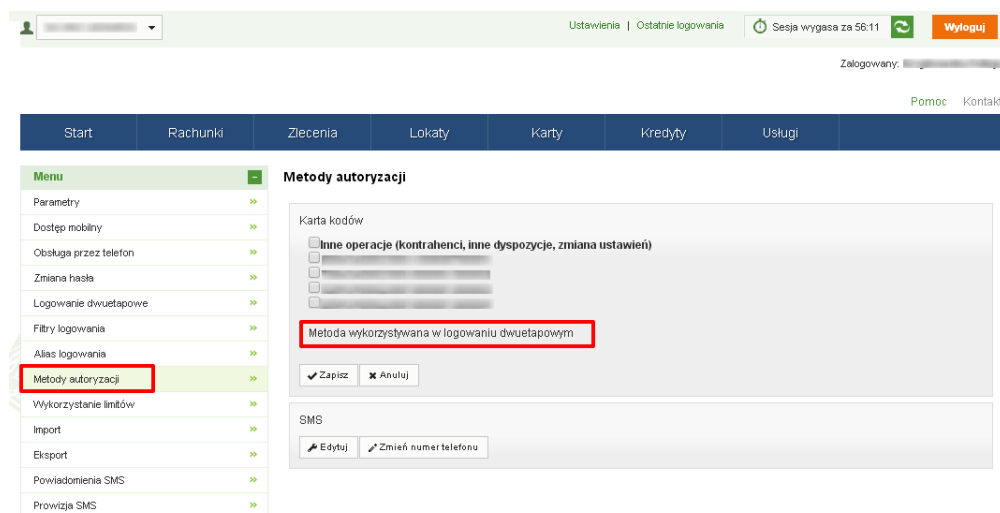 Ustawienia | Ostatnie logowania Sesja wygasa za 56:11 Wyloguj
Zalogowany:
Pomoc Kontakt
Start Rachunki Zlecenia Lokaty Karty Kredyty Usługi
Menu
Parametry
Dostęp mobilny
Obsługa przez telefon
Zmiana hasła
Logowanie dwuetapowe
Filtry logowania
Alias logowania
Metody autoryzacji
Wykorzystanie limitów
Import
Eksport
Powiadomienia SMS
Prowizja SMS
Metody autoryzacji
Karta kodów
Inne operacje (kontrahenci, inne dyspozycje, zmiana ustawień)
Metoda wykorzystywana w logowaniu dwuetapowym
Zapisz Anuluj
SMS
Edytuj Zmień numer telefonu